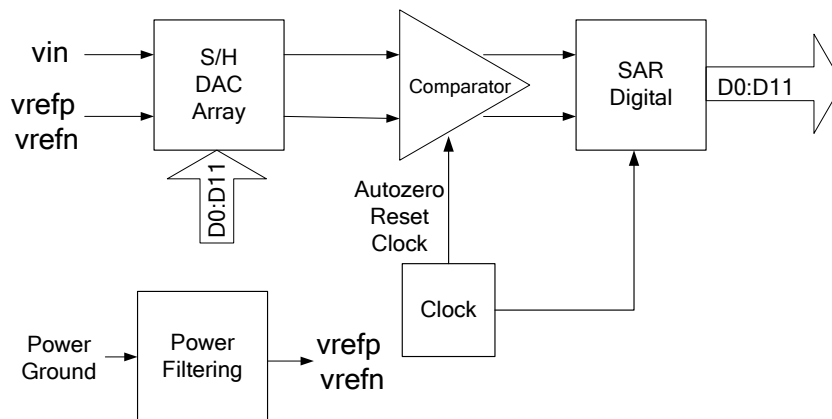 vin
vrefp
vrefn
S/H
DAC
Array
D0:D11
Comparator
SAR
Digital
D0:D11
Autozero
Reset
Clock
Clock
Power
Ground
Power
Filtering
vrefp
vrefn